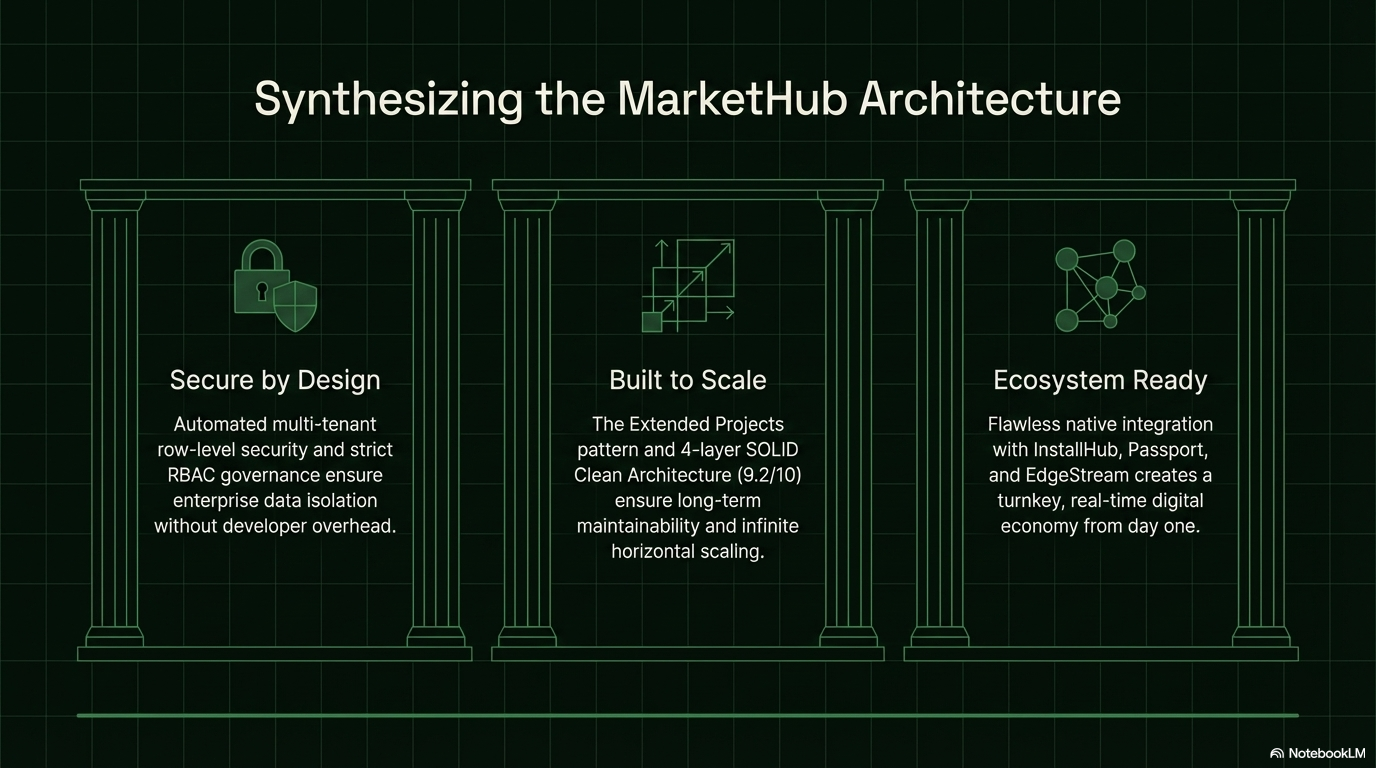 Synthesizing the MarketHub Architecture
Secure by Design
Automated multi-tenant
row-level security and strict
RBAC governance ensure
enterprise data isolation
without developer overhead.
Built to Scale
The Extended Projects
pattern and 4-layer SOLID
Clean Architecture (9.2/10)
ensure long-term
maintainability and infinite
horizontal scaling.
Ecosystem Ready
Flawless native integration
with InstallHub, Passport,
and EdgeStream creates a
turnkey, real-time digital
economy from day one.
NotebookLM